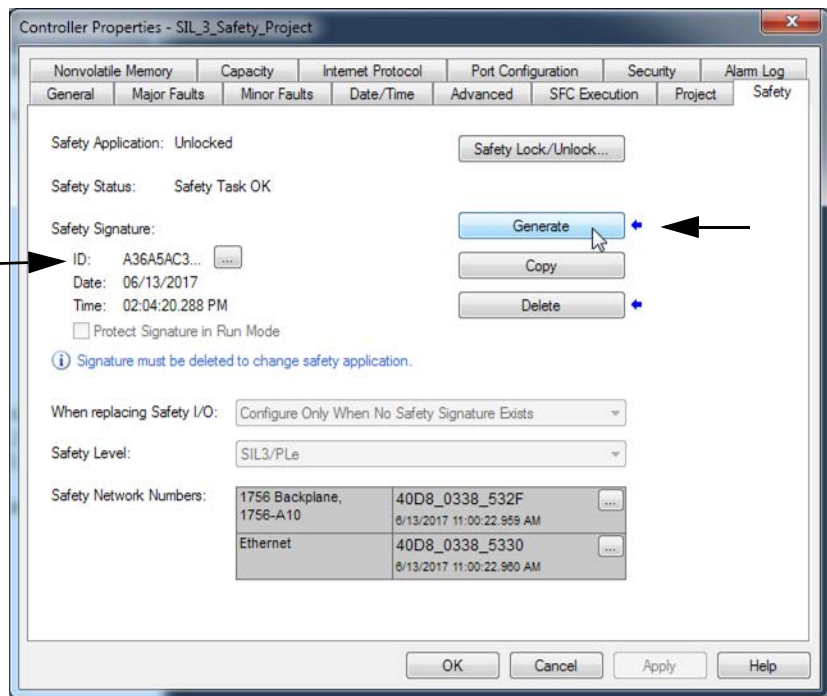 Controller Properties - SIL_3_Safety_Project
Nonvolatile Memory Capacity Internet Protocol Port Configuration Security Alarm Log
General Major Faults Minor Faults Date/Time Advanced SFC Execution Project Safety
Safety Application: Unlocked
Safety Lock/Unlock...
Safety Status: Safety Task OK
Safety Signature:
Generate
ID: A36A5AC3... ...
Copy
Date: 06/13/2017
Time: 02:04:20.288 PM
Delete
Protect Signature in Run Mode
Signature must be deleted to change safety application.
When replacing Safety I/O: Configure Only When No Safety Signature Exists
Safety Level: SIL3/PLe
Safety Network Numbers: 1756 Backplane, 40D8_0338_532F ...
1756-A10 6/13/2017 11:00:22.959 AM
Ethernet 40D8_0338_5330 ...
6/13/2017 11:00:22.960 AM
OK Cancel Apply Help